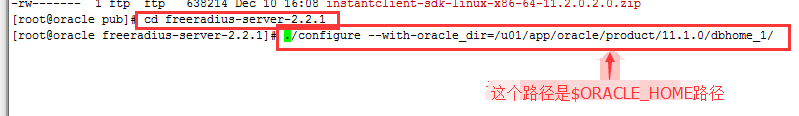 -rw-------  1 ftp  ftp   638214 Dec 10 16:08 instantclient-sdk-linux-x86-64-11.2.0.2.0.zip
[root@oracle pub]# cd freeradius-server-2.2.1
[root@oracle freeradius-server-2.2.1]# ./configure --with-oracle_dir=/u01/app/oracle/product/11.1.0/dbhome_1/
这个路径是$ORACLE_HOME路径